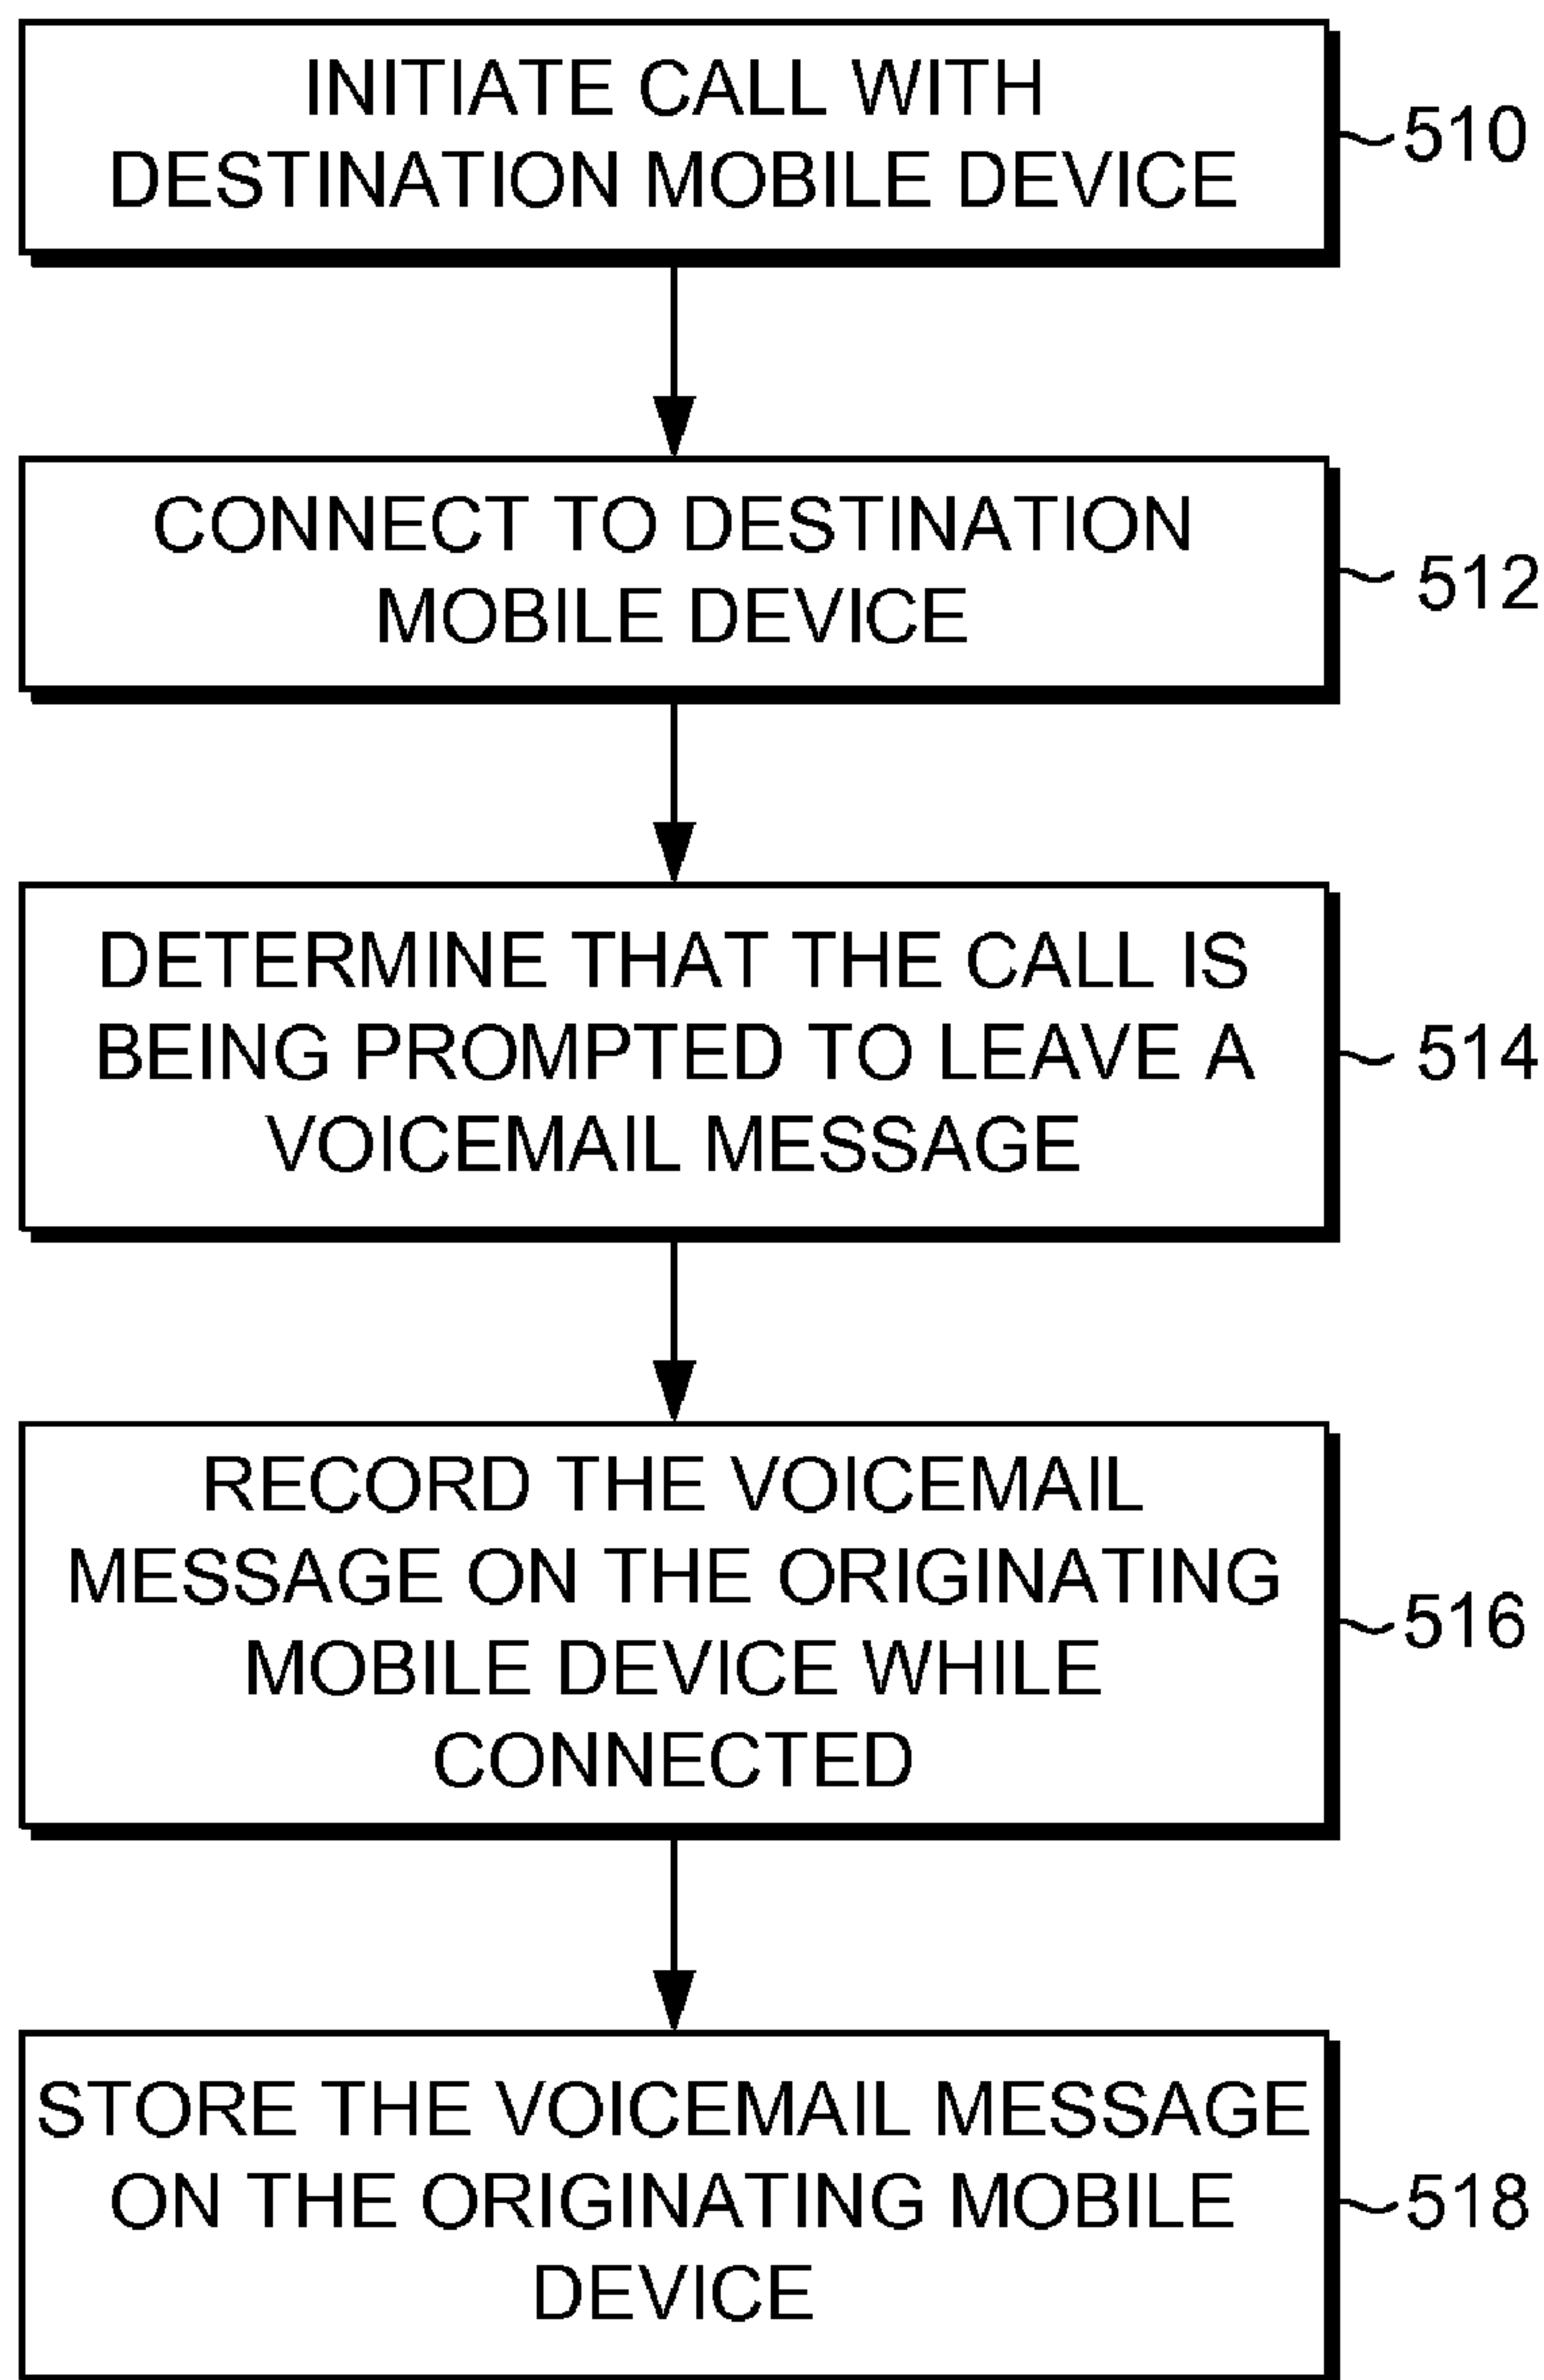 INITIATE CALL WITH
DESTINATION MOBILE DEVICE
510
CONNECT TO DESTINATION
MOBILE DEVICE
512
DETERMINE THAT THE CALL IS
BEING PROMPTED TO LEAVE A
VOICEMAIL MESSAGE
514
RECORD THE VOICEMAIL
MESSAGE ON THE ORIGINATING
MOBILE DEVICE WHILE
CONNECTED
516
STORE THE VOICEMAIL MESSAGE
ON THE ORIGINATING MOBILE
DEVICE
518